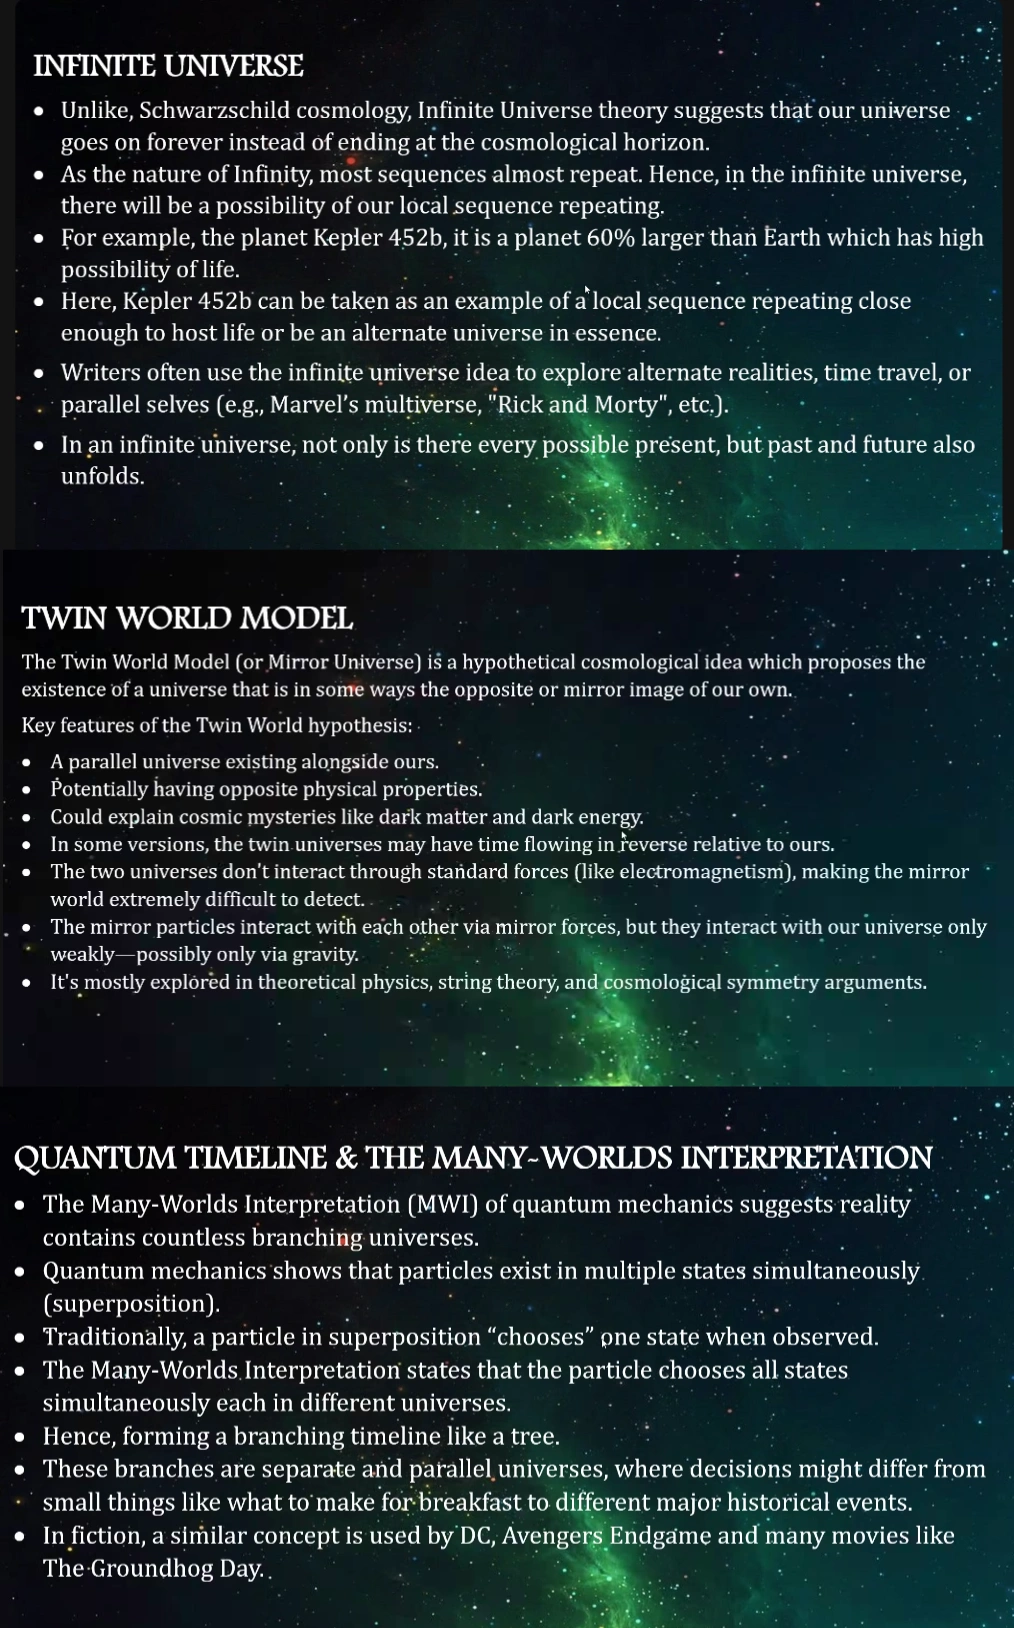 INFINITE UNIVERSE
• Unlike, Schwarzschild cosmology, Infinite Universe theory suggests that our universe
goes on forever instead of ending at the cosmological horizon.
• As the nature of Infinity, most sequences almost repeat. Hence, in the infinite universe,
there will be a possibility of our local sequence repeating.
• For example, the planet Kepler 452b, it is a planet 60% larger than Earth which has high
possibility of life.
• Here, Kepler 452b can be taken as an example of a local sequence repeating close
enough to host life or be an alternate universe in essence.
• Writers often use the infinite universe idea to explore alternate realities, time travel, or
parallel selves (e.g., Marvel’s multiverse, "Rick and Morty", etc.).
• In an infinite universe, not only is there every possible present, but past and future also
unfolds.
TWIN WORLD MODEL
The Twin World Model (or Mirror Universe) is a hypothetical cosmological idea which proposes the
existence of a universe that is in some ways the opposite or mirror image of our own.
Key features of the Twin World hypothesis:
• A parallel universe existing alongside ours.
• Potentially having opposite physical properties.
• Could explain cosmic mysteries like dark matter and dark energy.
• In some versions, the twin universes may have time flowing in reverse relative to ours.
• The two universes don't interact through standard forces (like electromagnetism), making the mirror
world extremely difficult to detect.
• The mirror particles interact with each other via mirror forces, but they interact with our universe only
weakly—possibly only via gravity.
• It's mostly explored in theoretical physics, string theory, and cosmological symmetry arguments.
QUANTUM TIMELINE & THE MANY-WORLDS INTERPRETATION
• The Many-Worlds Interpretation (MWI) of quantum mechanics suggests reality
contains countless branching universes.
• Quantum mechanics shows that particles exist in multiple states simultaneously
(superposition).
• Traditionally, a particle in superposition “chooses” one state when observed.
• The Many-Worlds Interpretation states that the particle chooses all states
simultaneously each in different universes.
• Hence, forming a branching timeline like a tree.
• These branches are separate and parallel universes, where decisions might differ from
small things like what to make for breakfast to different major historical events.
• In fiction, a similar concept is used by DC, Avengers Endgame and many movies like
The Groundhog Day.